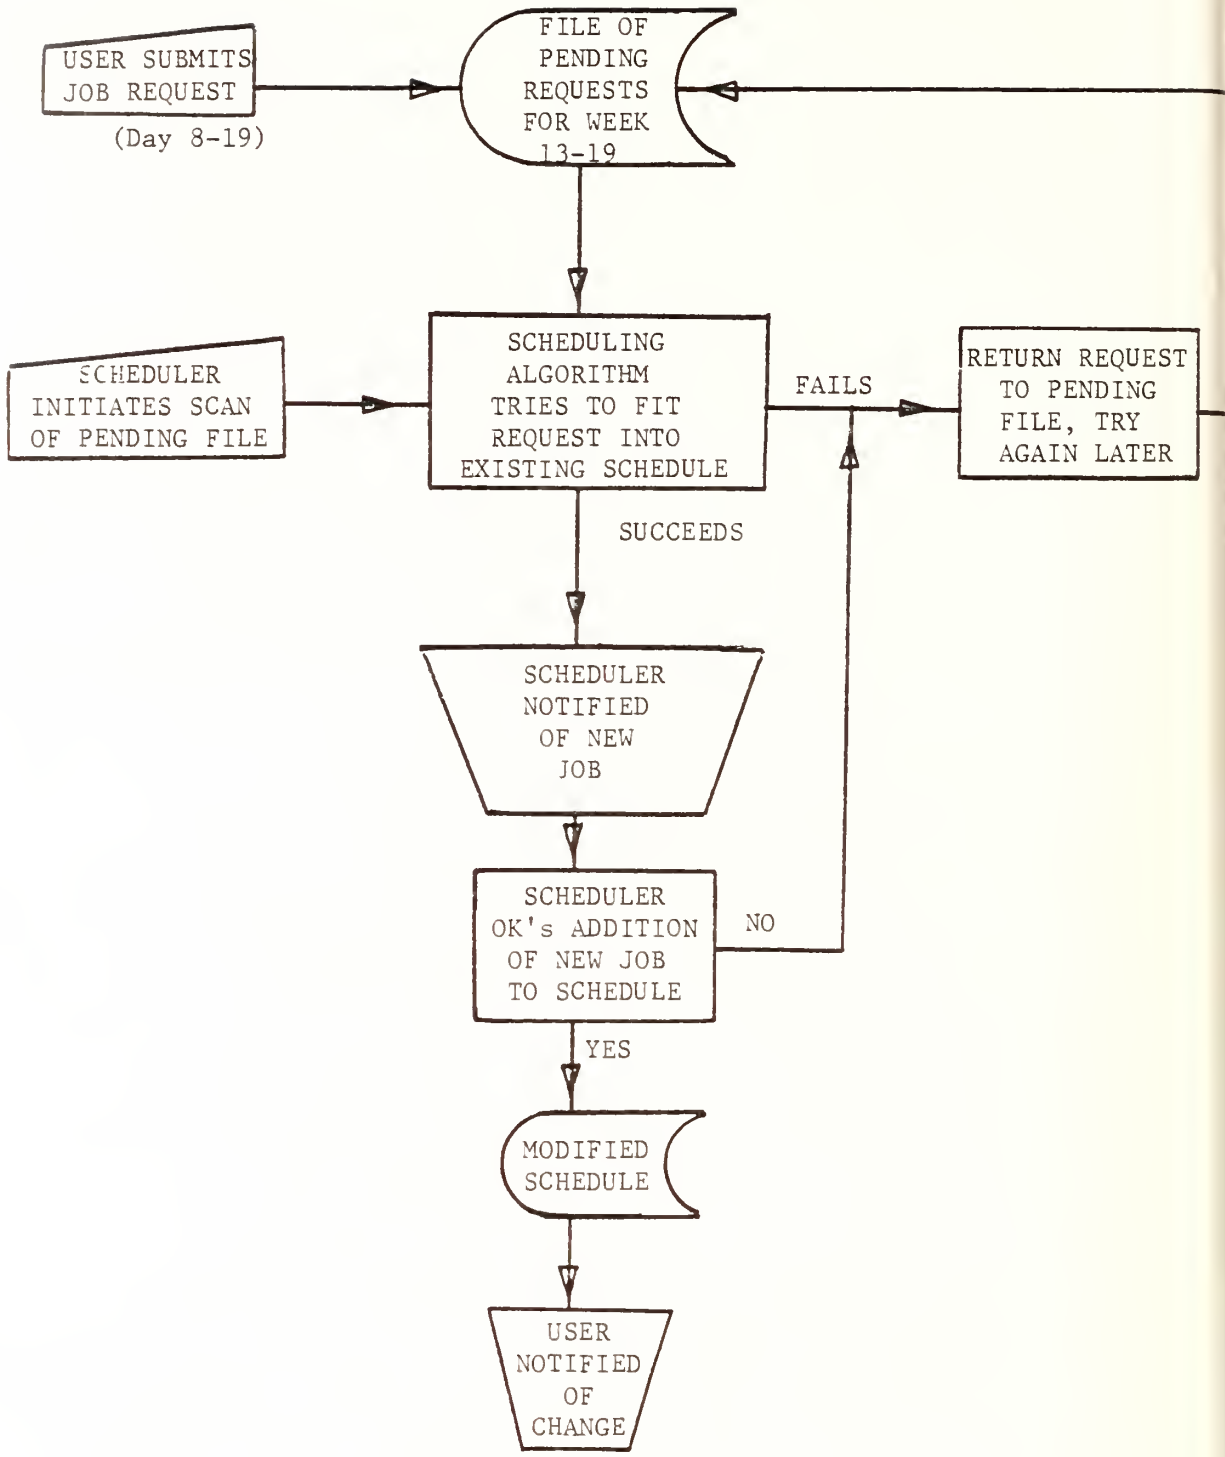 USER SUBMITS
JOB REQUEST
(Day 8-19)
FILE OF
PENDING
REQUESTS
FOR WEEK
13-19
SCHEDULER
INITIATES SCAN
OF PENDING FILE
SCHEDULING
ALGORITHM
TRIES TO FIT
REQUEST INTO
EXISTING SCHEDULE
FAILS
RETURN REQUEST
TO PENDING
FILE, TRY
AGAIN LATER
SUCCEEDS
SCHEDULER
NOTIFIED
OF NEW
JOB
SCHEDULER
OK's ADDITION
OF NEW JOB
TO SCHEDULE
NO
YES
MODIFIED
SCHEDULE
USER
NOTIFIED
OF
CHANGE